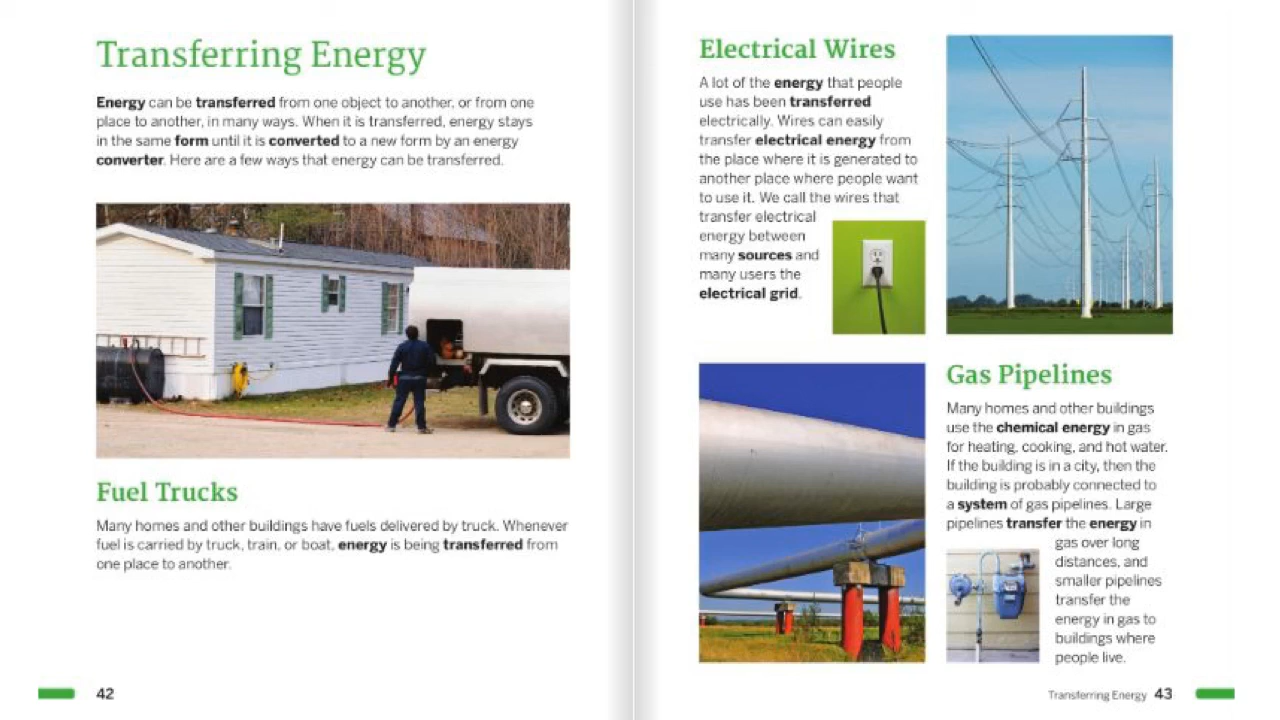 Transferring Energy
Energy can be transferred from one object to another, or from one
place to another, in many ways. When it is transferred, energy stays
in the same form until it is converted to a new form by an energy
converter. Here are a few ways that energy can be transferred.
Fuel Trucks
Many homes and other buildings have fuels delivered by truck. Whenever
fuel is carried by truck, train, or boat, energy is being transferred from
one place to another.
42
Electrical Wires
A lot of the energy that people
use has been transferred
electrically. Wires can easily
transfer electrical energy from
the place where it is generated to
another place where people want
to use it. We call the wires that
transfer electrical
energy between
many sources and
many users the
electrical grid.
Gas Pipelines
Many homes and other buildings
use the chemical energy in gas
for heating, cooking, and hot water.
If the building is in a city, then the
building is probably connected to
a system of gas pipelines. Large
pipelines transfer the energy in
gas over long
distances, and
smaller pipelines
transfer the
energy in gas to
buildings where
people live.
Transferring Energy 43